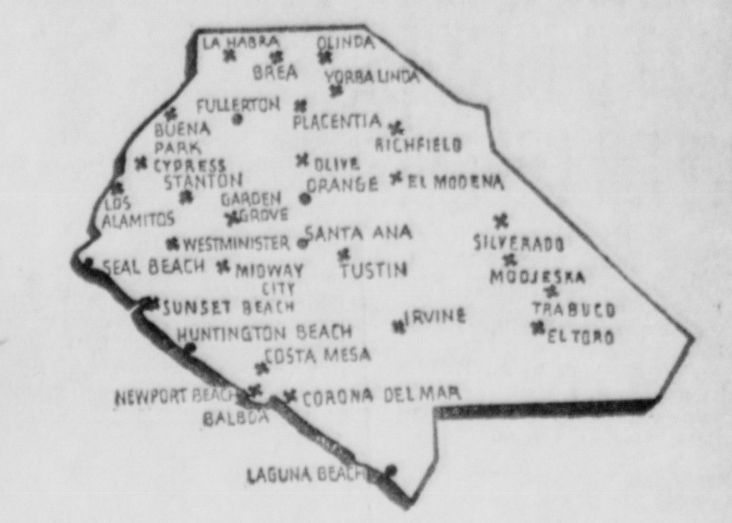 LA HABRA
OLINDA
BREA
YORBA LINDA
FULLERTON
PLACENTIA
BUENA
PARK
RICHFIELD
CYPRESS
OLIVE
STANTON
ORANGE
EL MODENA
LOS
ALAMITOS
GARDEN
GROVE
SANTA ANA
WESTMINISTER
SILVERADO
SEAL BEACH
MIDWAY
CITY
TUSTIN
MODJESKA
SUNSET BEACH
TRABUCO
IRVINE
HUNTINGTON BEACH
EL TORO
COSTA MESA
NEWPORT BEACH
CORONA DEL MAR
BALBOA
LAGUNA BEACH